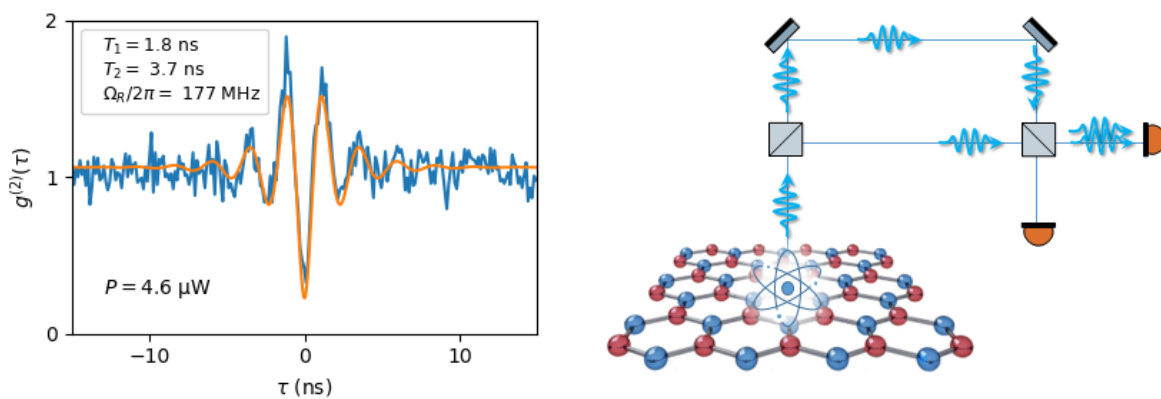 2
T₁ = 1.8 ns
T₂ = 3.7 ns
Ω_R/2π = 177 MHz
g⁽²⁾(τ)
1
P = 4.6 μW
0
−10 0 10
τ (ns)